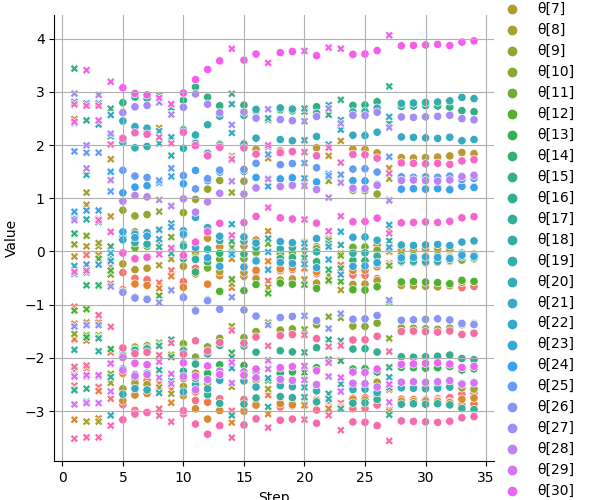 4
3
2
1
0
−1
−2
−3
Value
0
5
10
15
20
25
30
35
Step
θ[7]
θ[8]
θ[9]
θ[10]
θ[11]
θ[12]
θ[13]
θ[14]
θ[15]
θ[16]
θ[17]
θ[18]
θ[19]
θ[20]
θ[21]
θ[22]
θ[23]
θ[24]
θ[25]
θ[26]
θ[27]
θ[28]
θ[29]
θ[30]